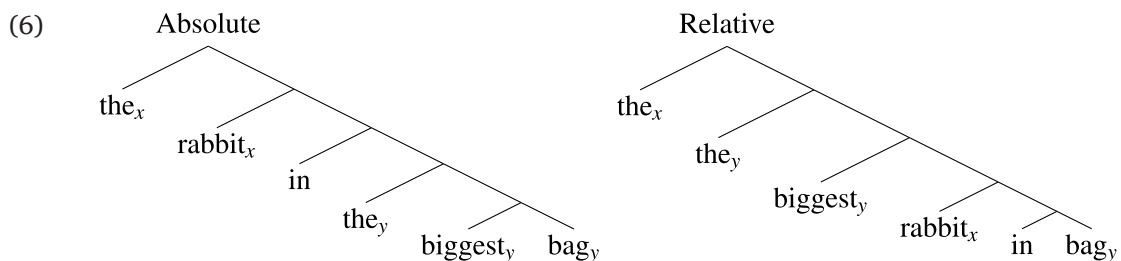 (6) Absolute Relative
the_x the_x
rabbit_x the_y
in biggest_y
the_y rabbit_x
biggest_y bag_y in bag_y